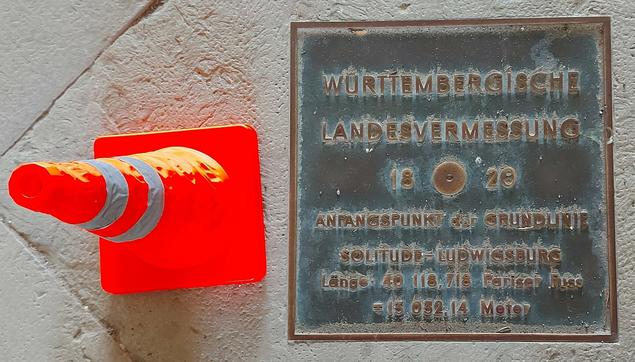 WÜRTTEMBERGISCHE
LANDESVERMESSUNG
18 20
ANFANGSPUNKT der GRUNDLINIE
SOLITUDE-LUDWIGSBURG
Länge 40 118,718 Pariser Fuss
= 13 032,14 Meter